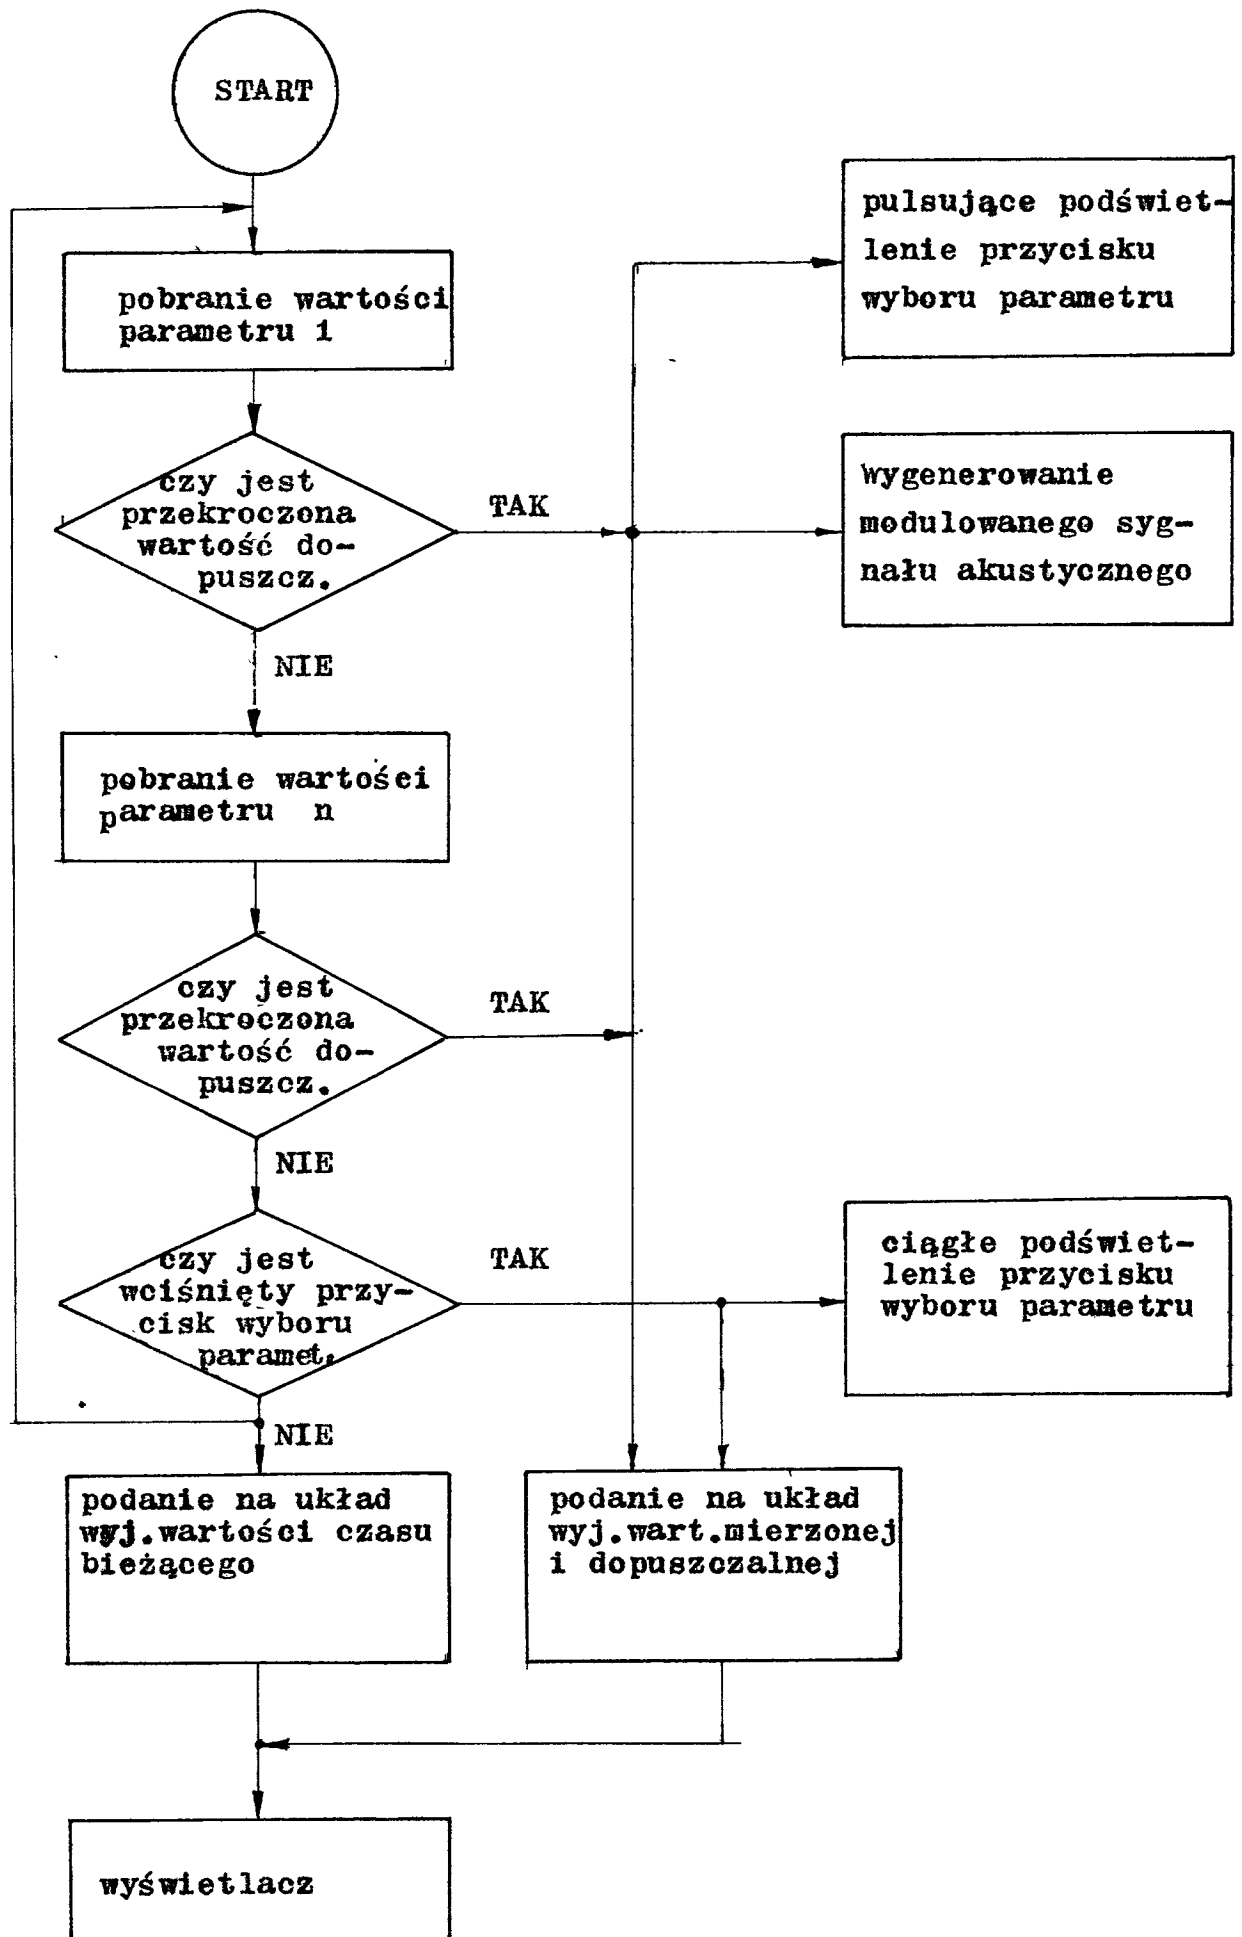 START
pobranie wartości
parametru 1
czy jest
przekroczona
wartość do-
puszcz.
TAK
NIE
pulsujące podświet-
lenie przycisku
wyboru parametru
Wygenerowanie
modulowanego syg-
nału akustycznego
pobranie wartości
parametru n
czy jest
przekroczona
wartość do-
puszcz.
TAK
NIE
czy jest
wciśnięty przy-
cisk wyboru
paramet.
TAK
NIE
ciągłe podświet-
lenie przycisku
wyboru parametru
podanie na układ
wyj.wartości czasu
bieżącego
podanie na układ
wyj.wart.mierzonej
i dopuszczalnej
wyświetlacz